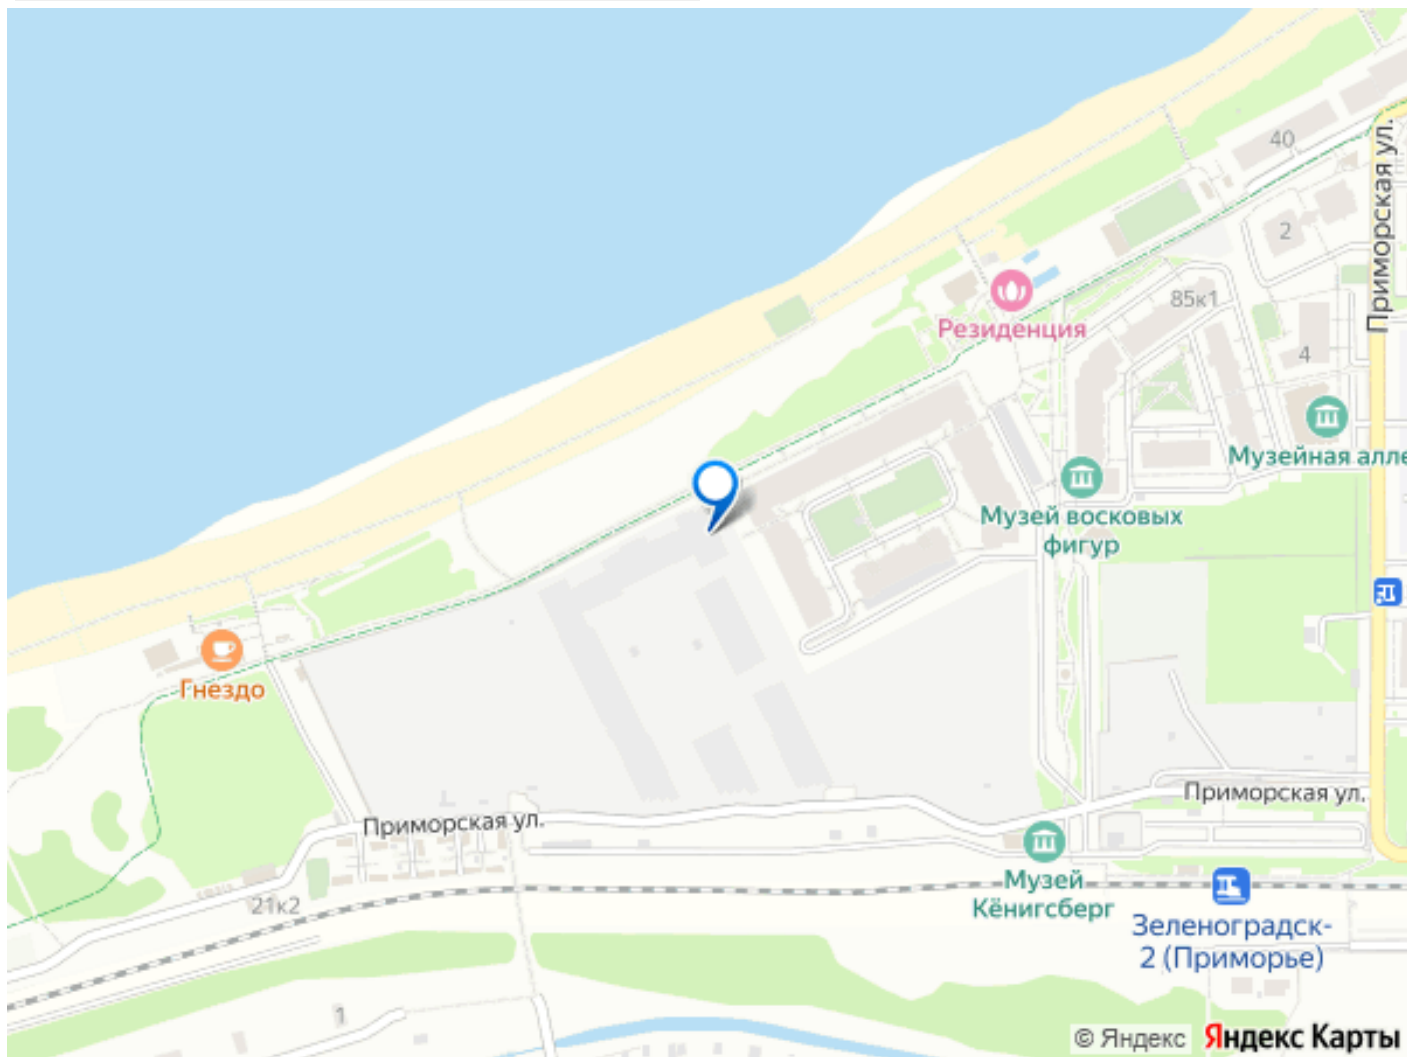 40
Приморская ул.
2
85к1
Резиденция
4
Музейная алле
Музей восковых
фигур
Гнездо
Приморская ул.
Приморская ул.
Музей
Кёнигсберг
21к2
Зеленоградск-
2 (Приморье)
1
© Яндекс Яндекс Карты